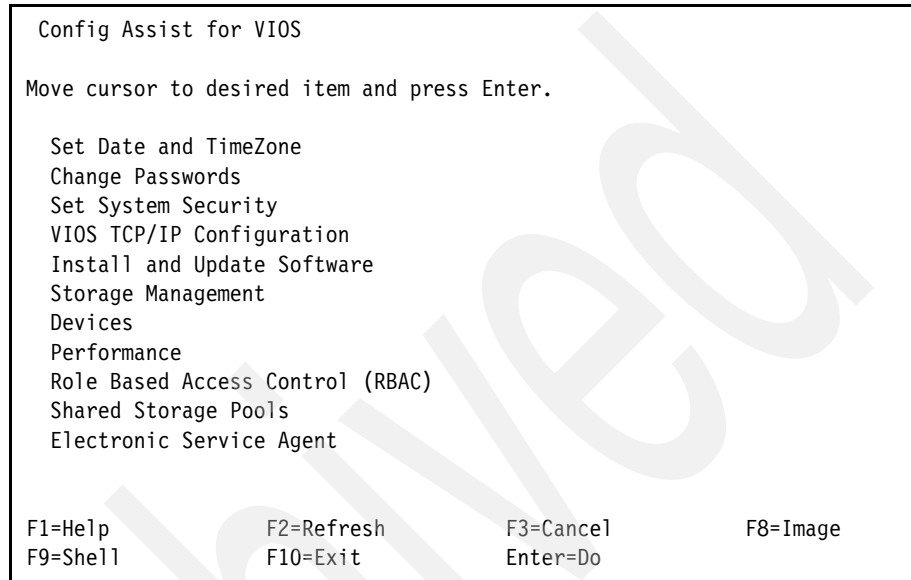 Config Assist for VIOS
Move cursor to desired item and press Enter.
Set Date and TimeZone
Change Passwords
Set System Security
VIOS TCP/IP Configuration
Install and Update Software
Storage Management
Devices
Performance
Role Based Access Control (RBAC)
Shared Storage Pools
Electronic Service Agent
F1=Help F2=Refresh F3=Cancel F8=Image
F9=Shell F10=Exit Enter=Do
hived